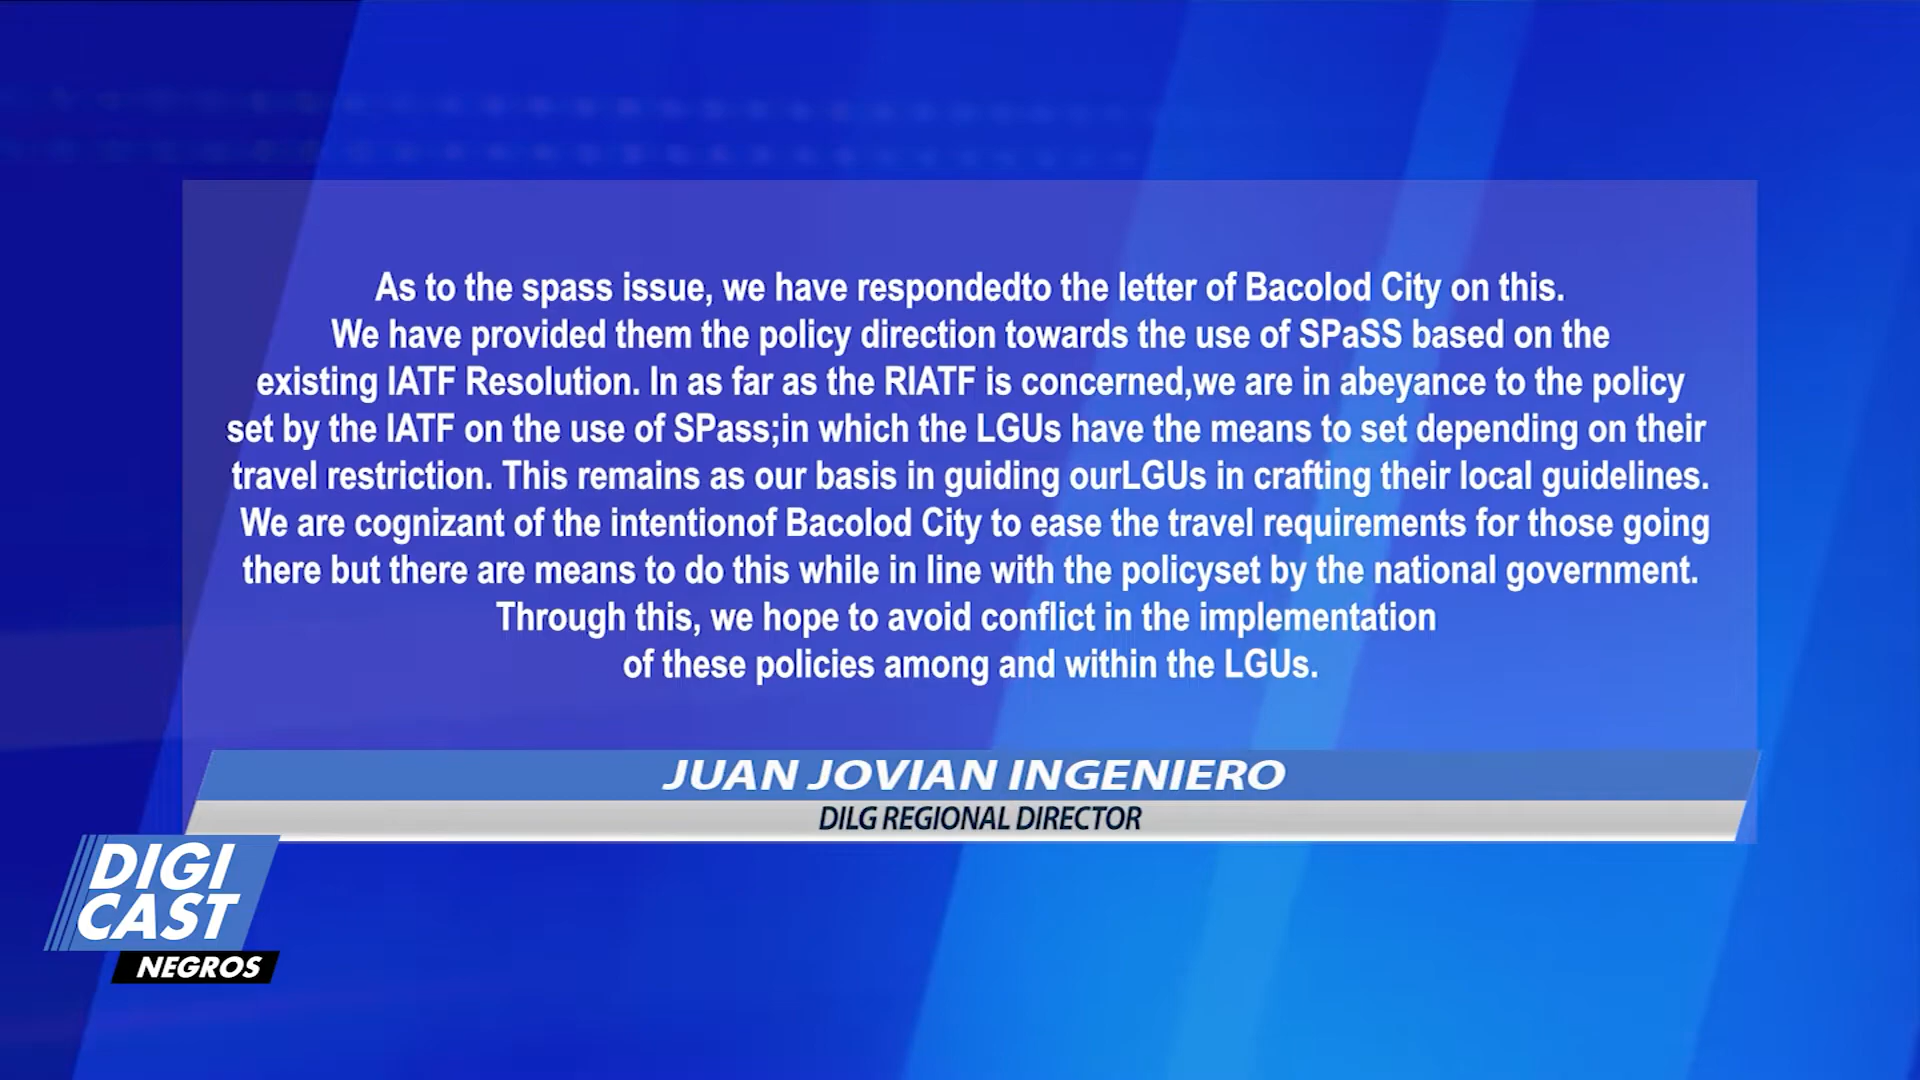 As to the spass issue, we have respondedto the letter of Bacolod City on this.
We have provided them the policy direction towards the use of SPaSS based on the
existing IATF Resolution. In as far as the RIATF is concerned,we are in abeyance to the policy
set by the IATF on the use of SPass;in which the LGUs have the means to set depending on their
travel restriction. This remains as our basis in guiding ourLGUs in crafting their local guidelines.
We are cognizant of the intentionof Bacolod City to ease the travel requirements for those going
there but there are means to do this while in line with the policyset by the national government.
Through this, we hope to avoid conflict in the implementation
of these policies among and within the LGUs.
JUAN JOVIAN INGENIERO
DILG REGIONAL DIRECTOR
DIGI
CAST
NEGROS